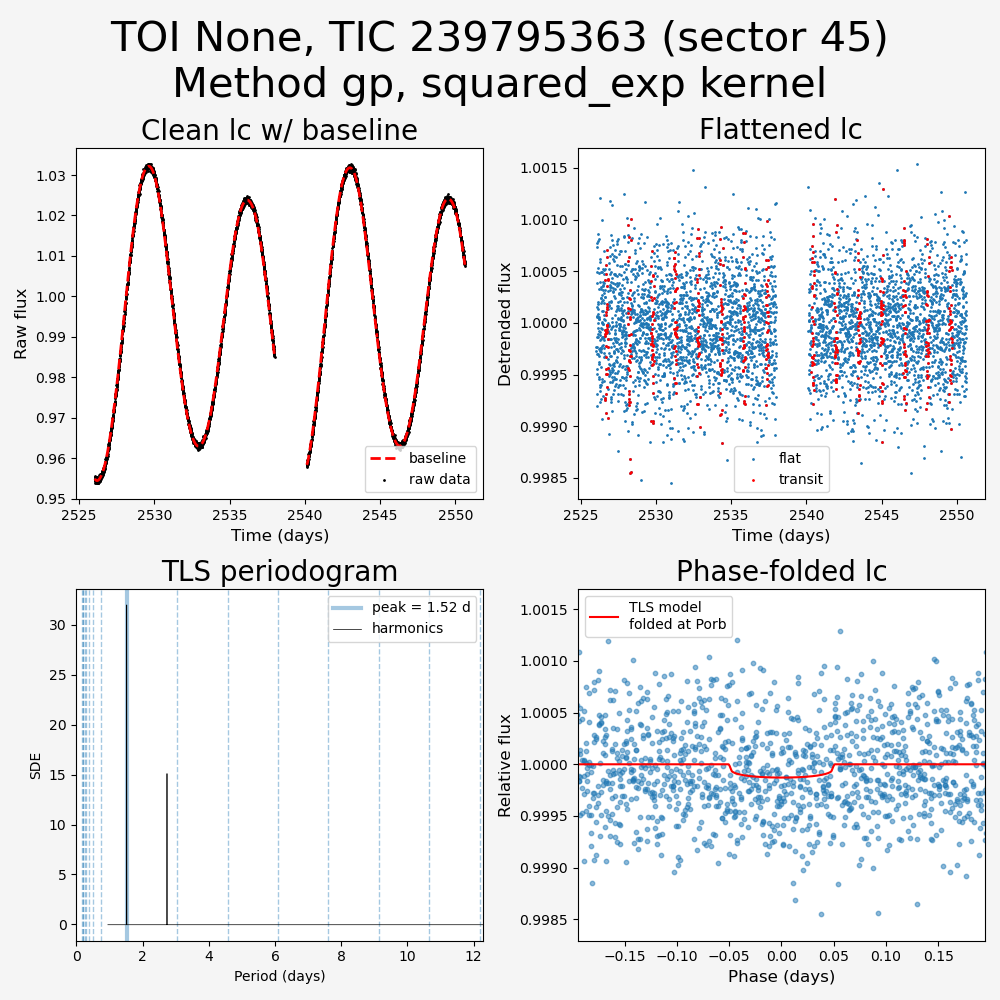 TOI None, TIC 239795363 (sector 45)
Method gp, squared_exp kernel
Clean lc w/ baseline
Raw flux
1.03
1.02
1.01
1.00
0.99
0.98
0.97
0.96
0.95
baseline
raw data
2525 2530 2535 2540 2545 2550
Time (days)
Flattened lc
Detrended flux
1.0015
1.0010
1.0005
1.0000
0.9995
0.9990
0.9985
flat
transit
2525 2530 2535 2540 2545 2550
Time (days)
TLS periodogram
SDE
30
25
20
15
10
5
0
peak = 1.52 d
harmonics
0 2 4 6 8 10 12
Period (days)
Phase-folded lc
Relative flux
1.0015
1.0010
1.0005
1.0000
0.9995
0.9990
0.9985
TLS model
folded at Porb
−0.15 −0.10 −0.05 0.00 0.05 0.10 0.15
Phase (days)